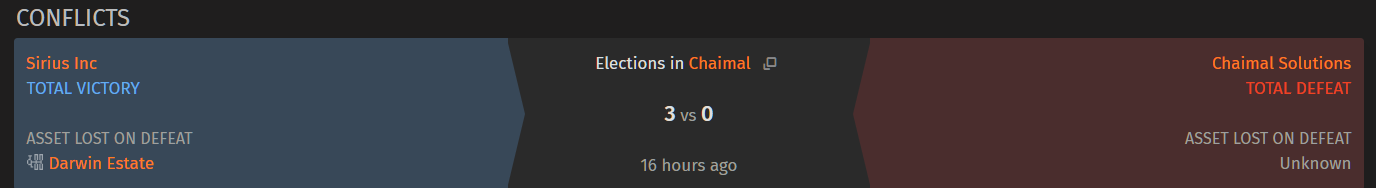 CONFLICTS
Sirius Inc
TOTAL VICTORY
ASSET LOST ON DEFEAT
Darwin Estate
Elections in Chaimal
3 vs 0
16 hours ago
Chaimal Solutions
TOTAL DEFEAT
ASSET LOST ON DEFEAT
Unknown